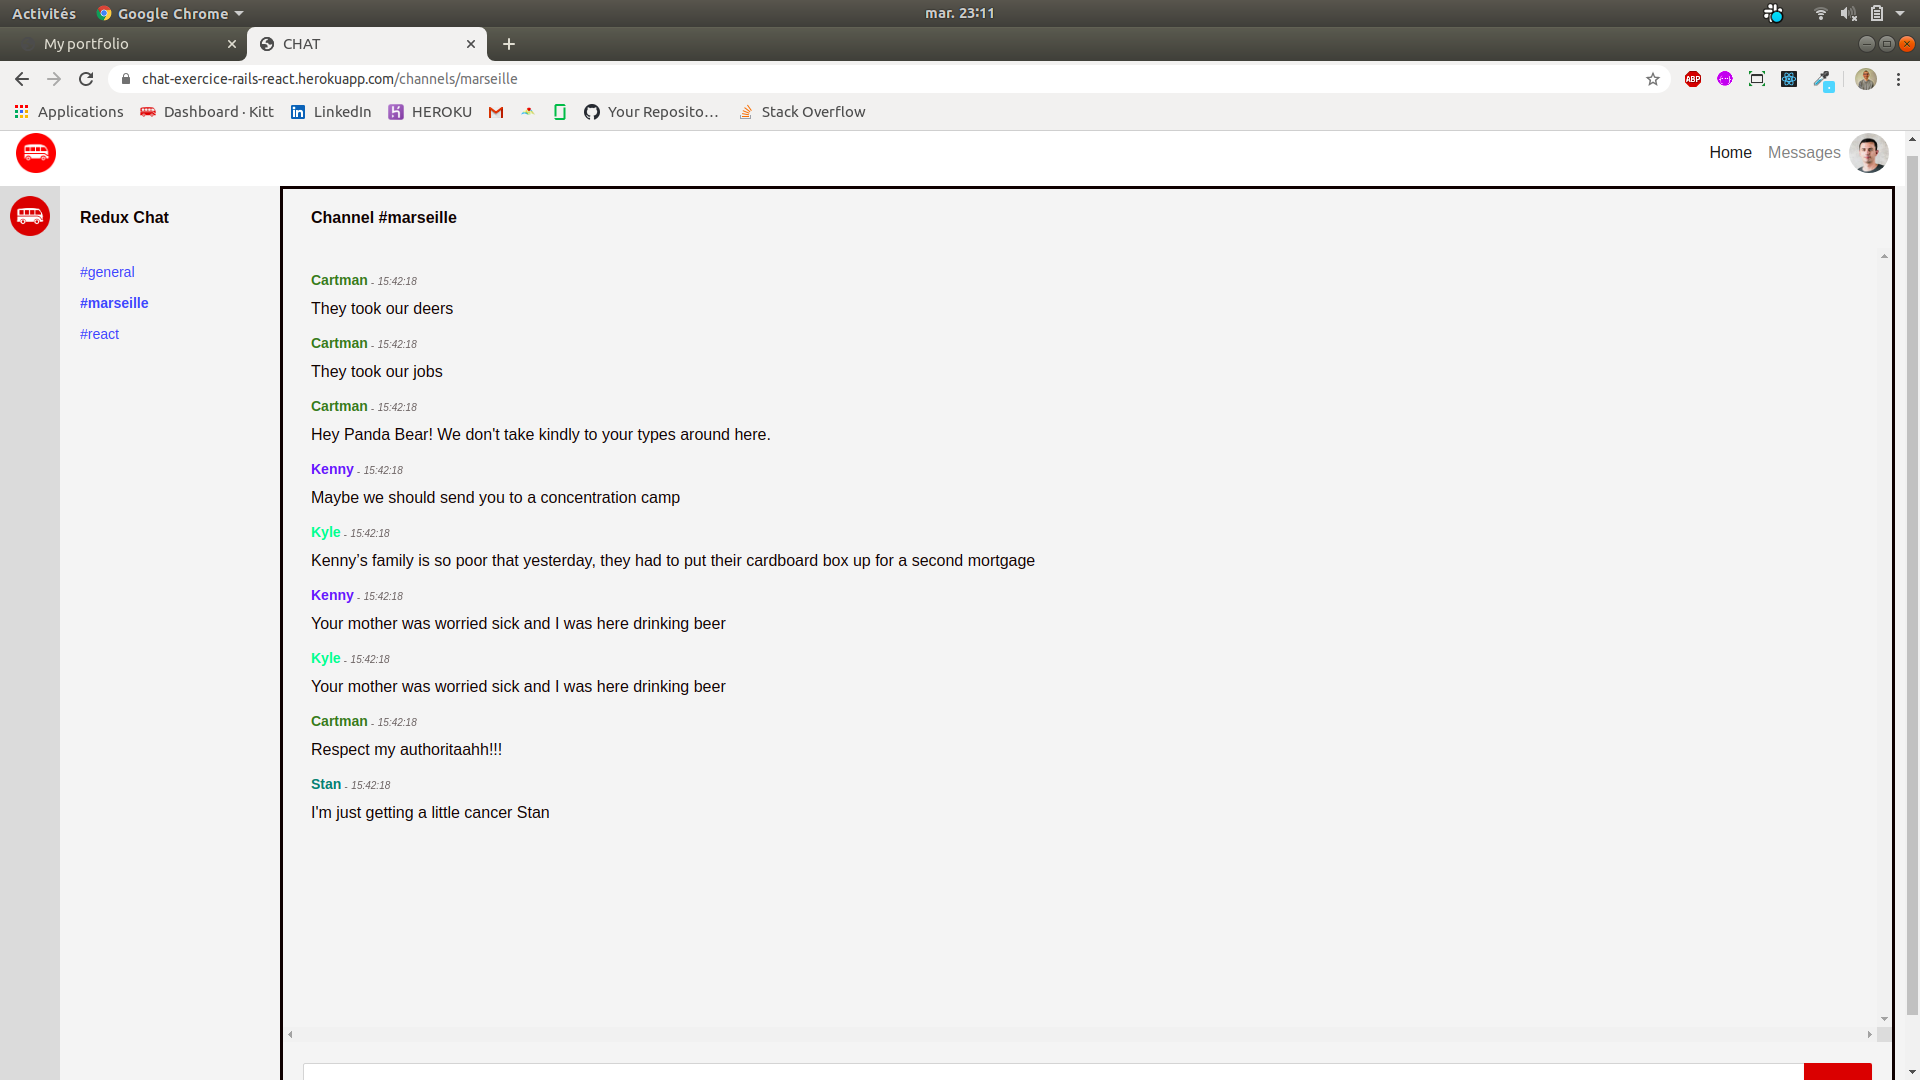 Activités Google Chrome mar. 23:11
My portfolio CHAT
chat-exercice-rails-react.herokuapp.com/channels/marseille ABP
Applications Dashboard · Kitt LinkedIn HEROKU Your Reposito… Stack Overflow
Home Messages
Redux Chat
#general
#marseille
#react
Channel #marseille
Cartman - 15:42:18
They took our deers
Cartman - 15:42:18
They took our jobs
Cartman - 15:42:18
Hey Panda Bear! We don't take kindly to your types around here.
Kenny - 15:42:18
Maybe we should send you to a concentration camp
Kyle - 15:42:18
Kenny’s family is so poor that yesterday, they had to put their cardboard box up for a second mortgage
Kenny - 15:42:18
Your mother was worried sick and I was here drinking beer
Kyle - 15:42:18
Your mother was worried sick and I was here drinking beer
Cartman - 15:42:18
Respect my authoritaahh!!!
Stan - 15:42:18
I'm just getting a little cancer Stan